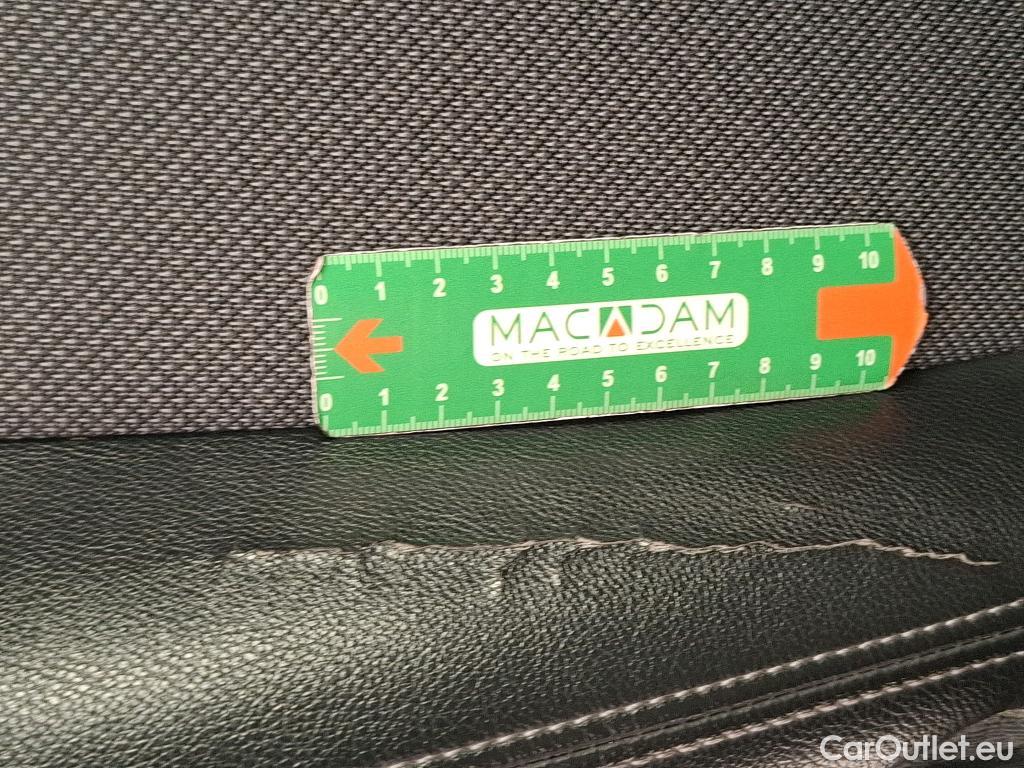 0 1 2 3 4 5 6 7 8 9 10
MACADAM
ON THE ROAD TO EXCELLENCE
0 1 2 3 4 5 6 7 8 9 10
CarOutlet.eu